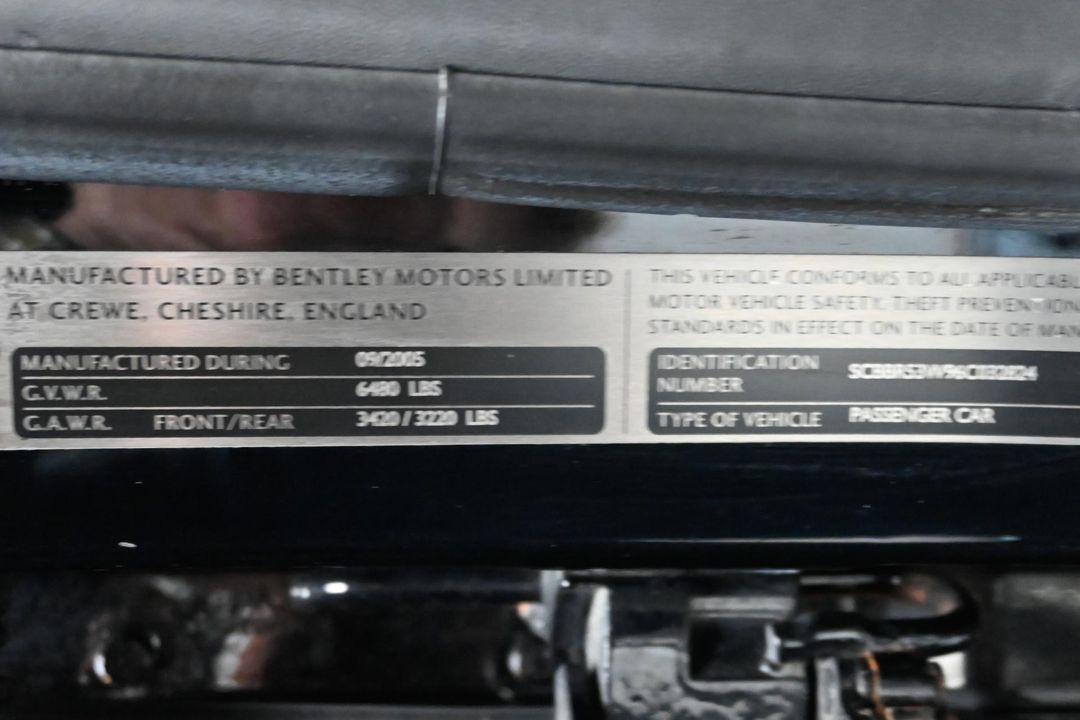 MANUFACTURED BY BENTLEY MOTORS LIMITED
AT CREWE, CHESHIRE, ENGLAND
MANUFACTURED DURING 09/2005
G.V.W.R. 6480 LBS
G.A.W.R. FRONT/REAR 3420/3220 LBS
THIS VEHICLE CONFORMS TO ALL
MOTOR VEHICLE SAFETY, THEFT PREVENTION
STANDARDS IN EFFECT ON THE DATE OF
IDENTIFICATION
NUMBER
TYPE OF VEHICLE PASSENGER CAR